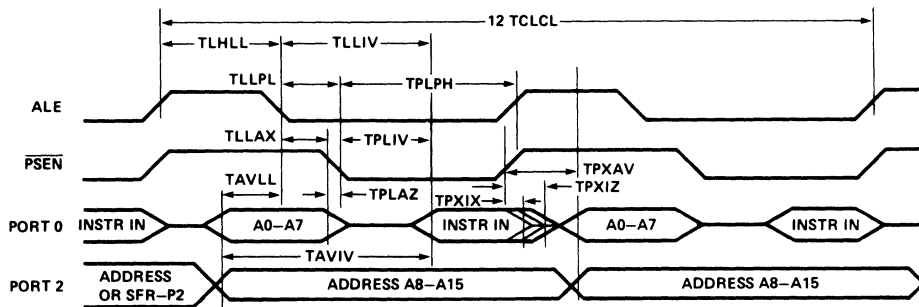 12 TCLCL
TLHLL TLLIV
TLLPL TPLPH
ALE
TLLAX TPLIV
PSEN TPXAV
TAVLL TPLAZ TPXIX TPXIZ
PORT 0 INSTR IN A0–A7 INSTR IN A0–A7 INSTR IN
TAVIV
PORT 2 ADDRESS OR SFR–P2 ADDRESS A8–A15 ADDRESS A8–A15